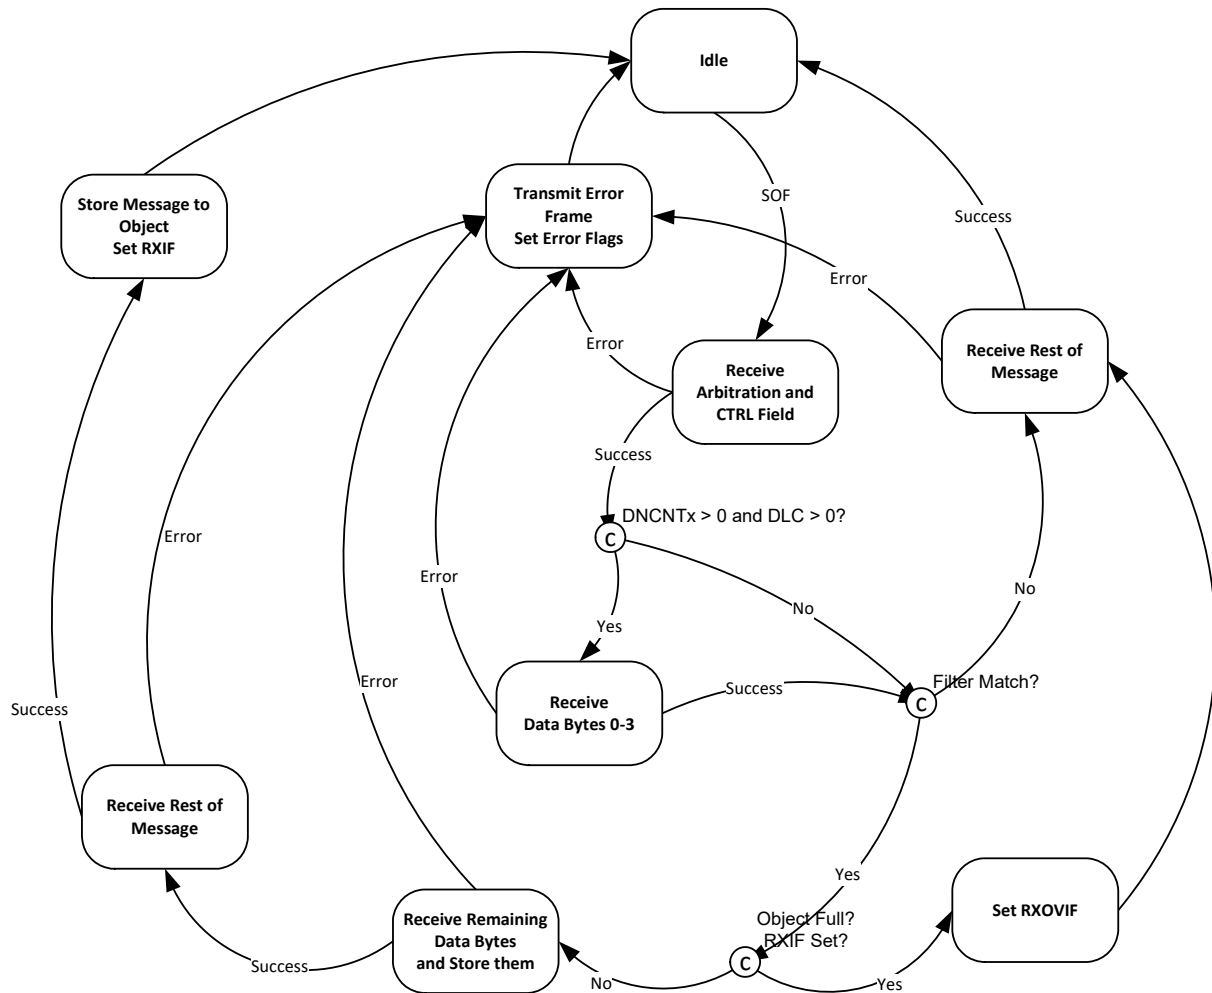 Idle
Transmit Error
Frame
Set Error Flags
Store Message to
Object
Set RXIF
SOF
Success
Error
Error
Receive
Arbitration and
CTRL Field
Receive Rest of
Message
Success
DNCNTx > 0 and DLC > 0?
C
Error
Error
No
No
Yes
Receive
Data Bytes 0-3
Success
Filter Match?
C
Error
Success
Receive Rest of
Message
Yes
Receive Remaining
Data Bytes
and Store them
Object Full?
RXIF Set?
C
Set RXOVIF
Success
No
Yes